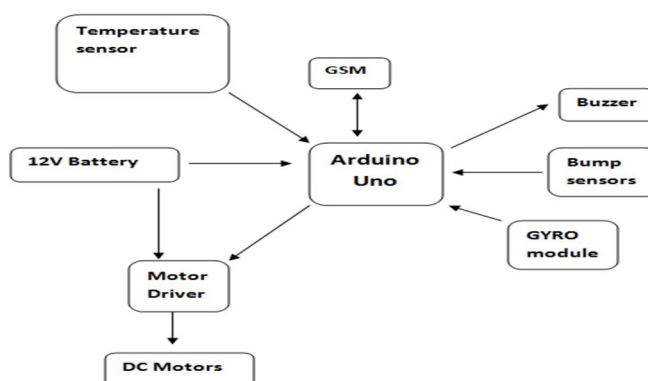 Temperature
sensor
GSM
Buzzer
12V Battery
Arduino
Uno
Bump
sensors
GYRO
module
Motor
Driver
DC Motors